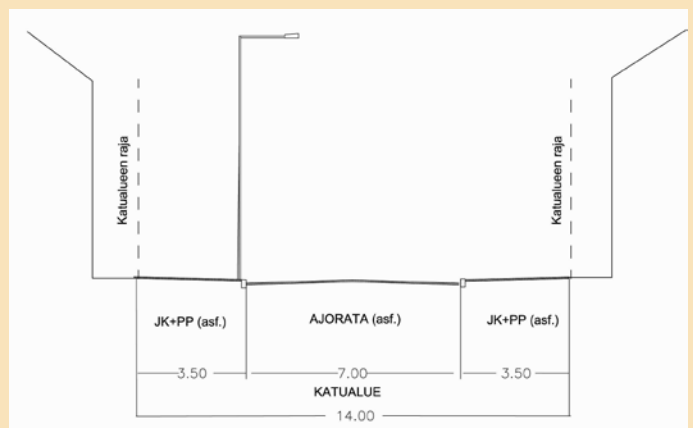 Katualueen raja
Katualueen raja
JK+PP (asf.)
AJORATA (asf.)
JK+PP (asf.)
3.50
7.00
3.50
KATUALUE
14.00